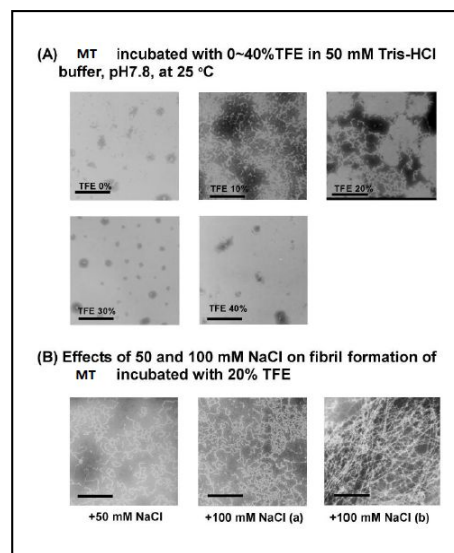 (A) MT incubated with 0~40%TFE in 50 mM Tris-HCl
buffer, pH7.8, at 25 °C
TFE 0%
TFE 10%
TFE 20%
TFE 30%
TFE 40%
(B) Effects of 50 and 100 mM NaCl on fibril formation of
MT incubated with 20% TFE
+50 mM NaCl
+100 mM NaCl (a)
+100 mM NaCl (b)